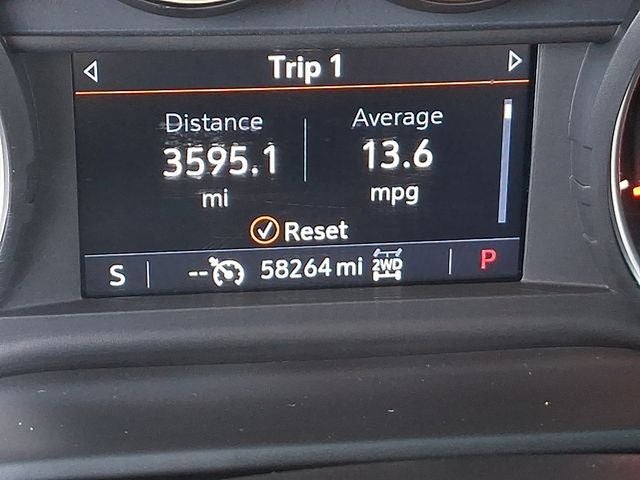 Trip 1
Distance Average
3595.1 13.6
mi mpg
Reset
S -- 58264 mi 2WD P